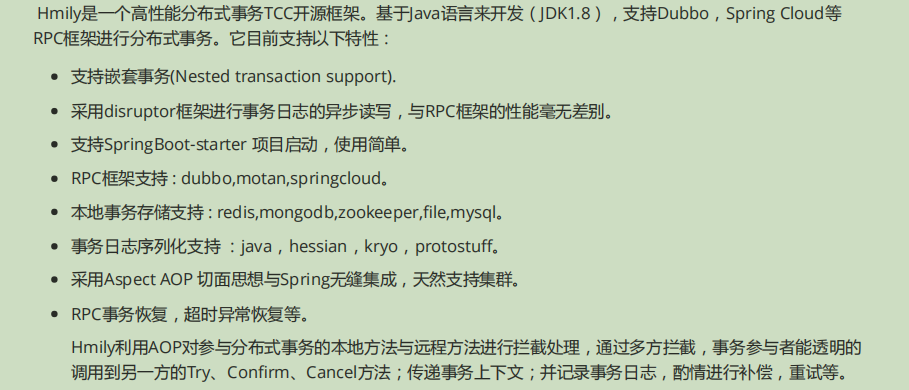 Hmily是一个高性能分布式事务TCC开源框架。基于Java语言来开发（JDK1.8），支持Dubbo，Spring Cloud等
RPC框架进行分布式事务。它目前支持以下特性：
支持嵌套事务(Nested transaction support).
采用disruptor框架进行事务日志的异步读写，与RPC框架的性能毫无差别。
支持SpringBoot-starter 项目启动，使用简单。
RPC框架支持 : dubbo,motan,springcloud。
本地事务存储支持 : redis,mongodb,zookeeper,file,mysql。
事务日志序列化支持 ：java，hessian，kryo，protostuff。
采用Aspect AOP 切面思想与Spring无缝集成，天然支持集群。
RPC事务恢复，超时异常恢复等。
Hmily利用AOP对参与分布式事务的本地方法与远程方法进行拦截处理，通过多方拦截，事务参与者能透明的
调用到另一方的Try、Confirm、Cancel方法；传递事务上下文；并记录事务日志，酌情进行补偿，重试等。